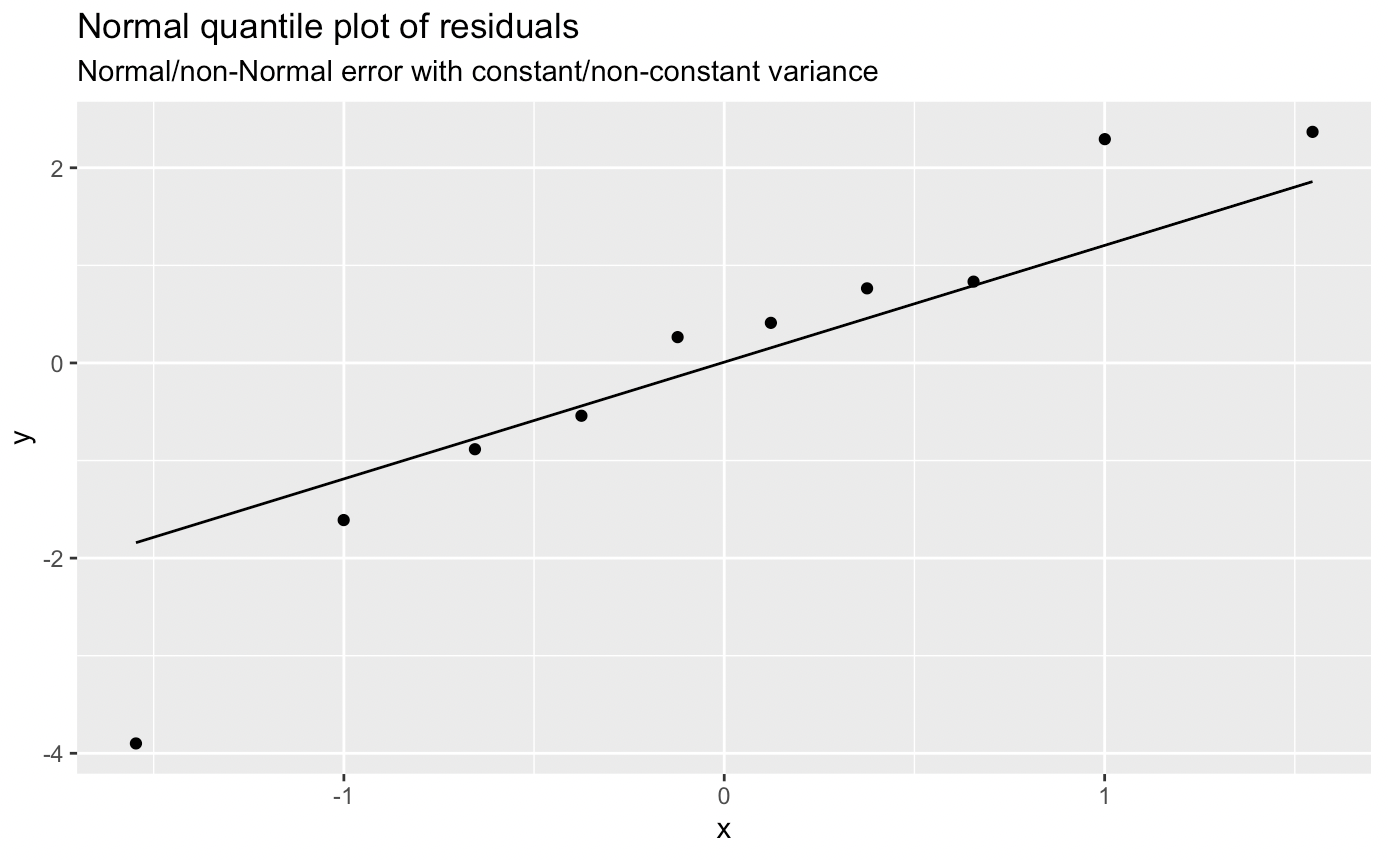 Normal quantile plot of residuals
Normal/non-Normal error with constant/non-constant variance
2
0
-2
-4
y
-1
0
1
x